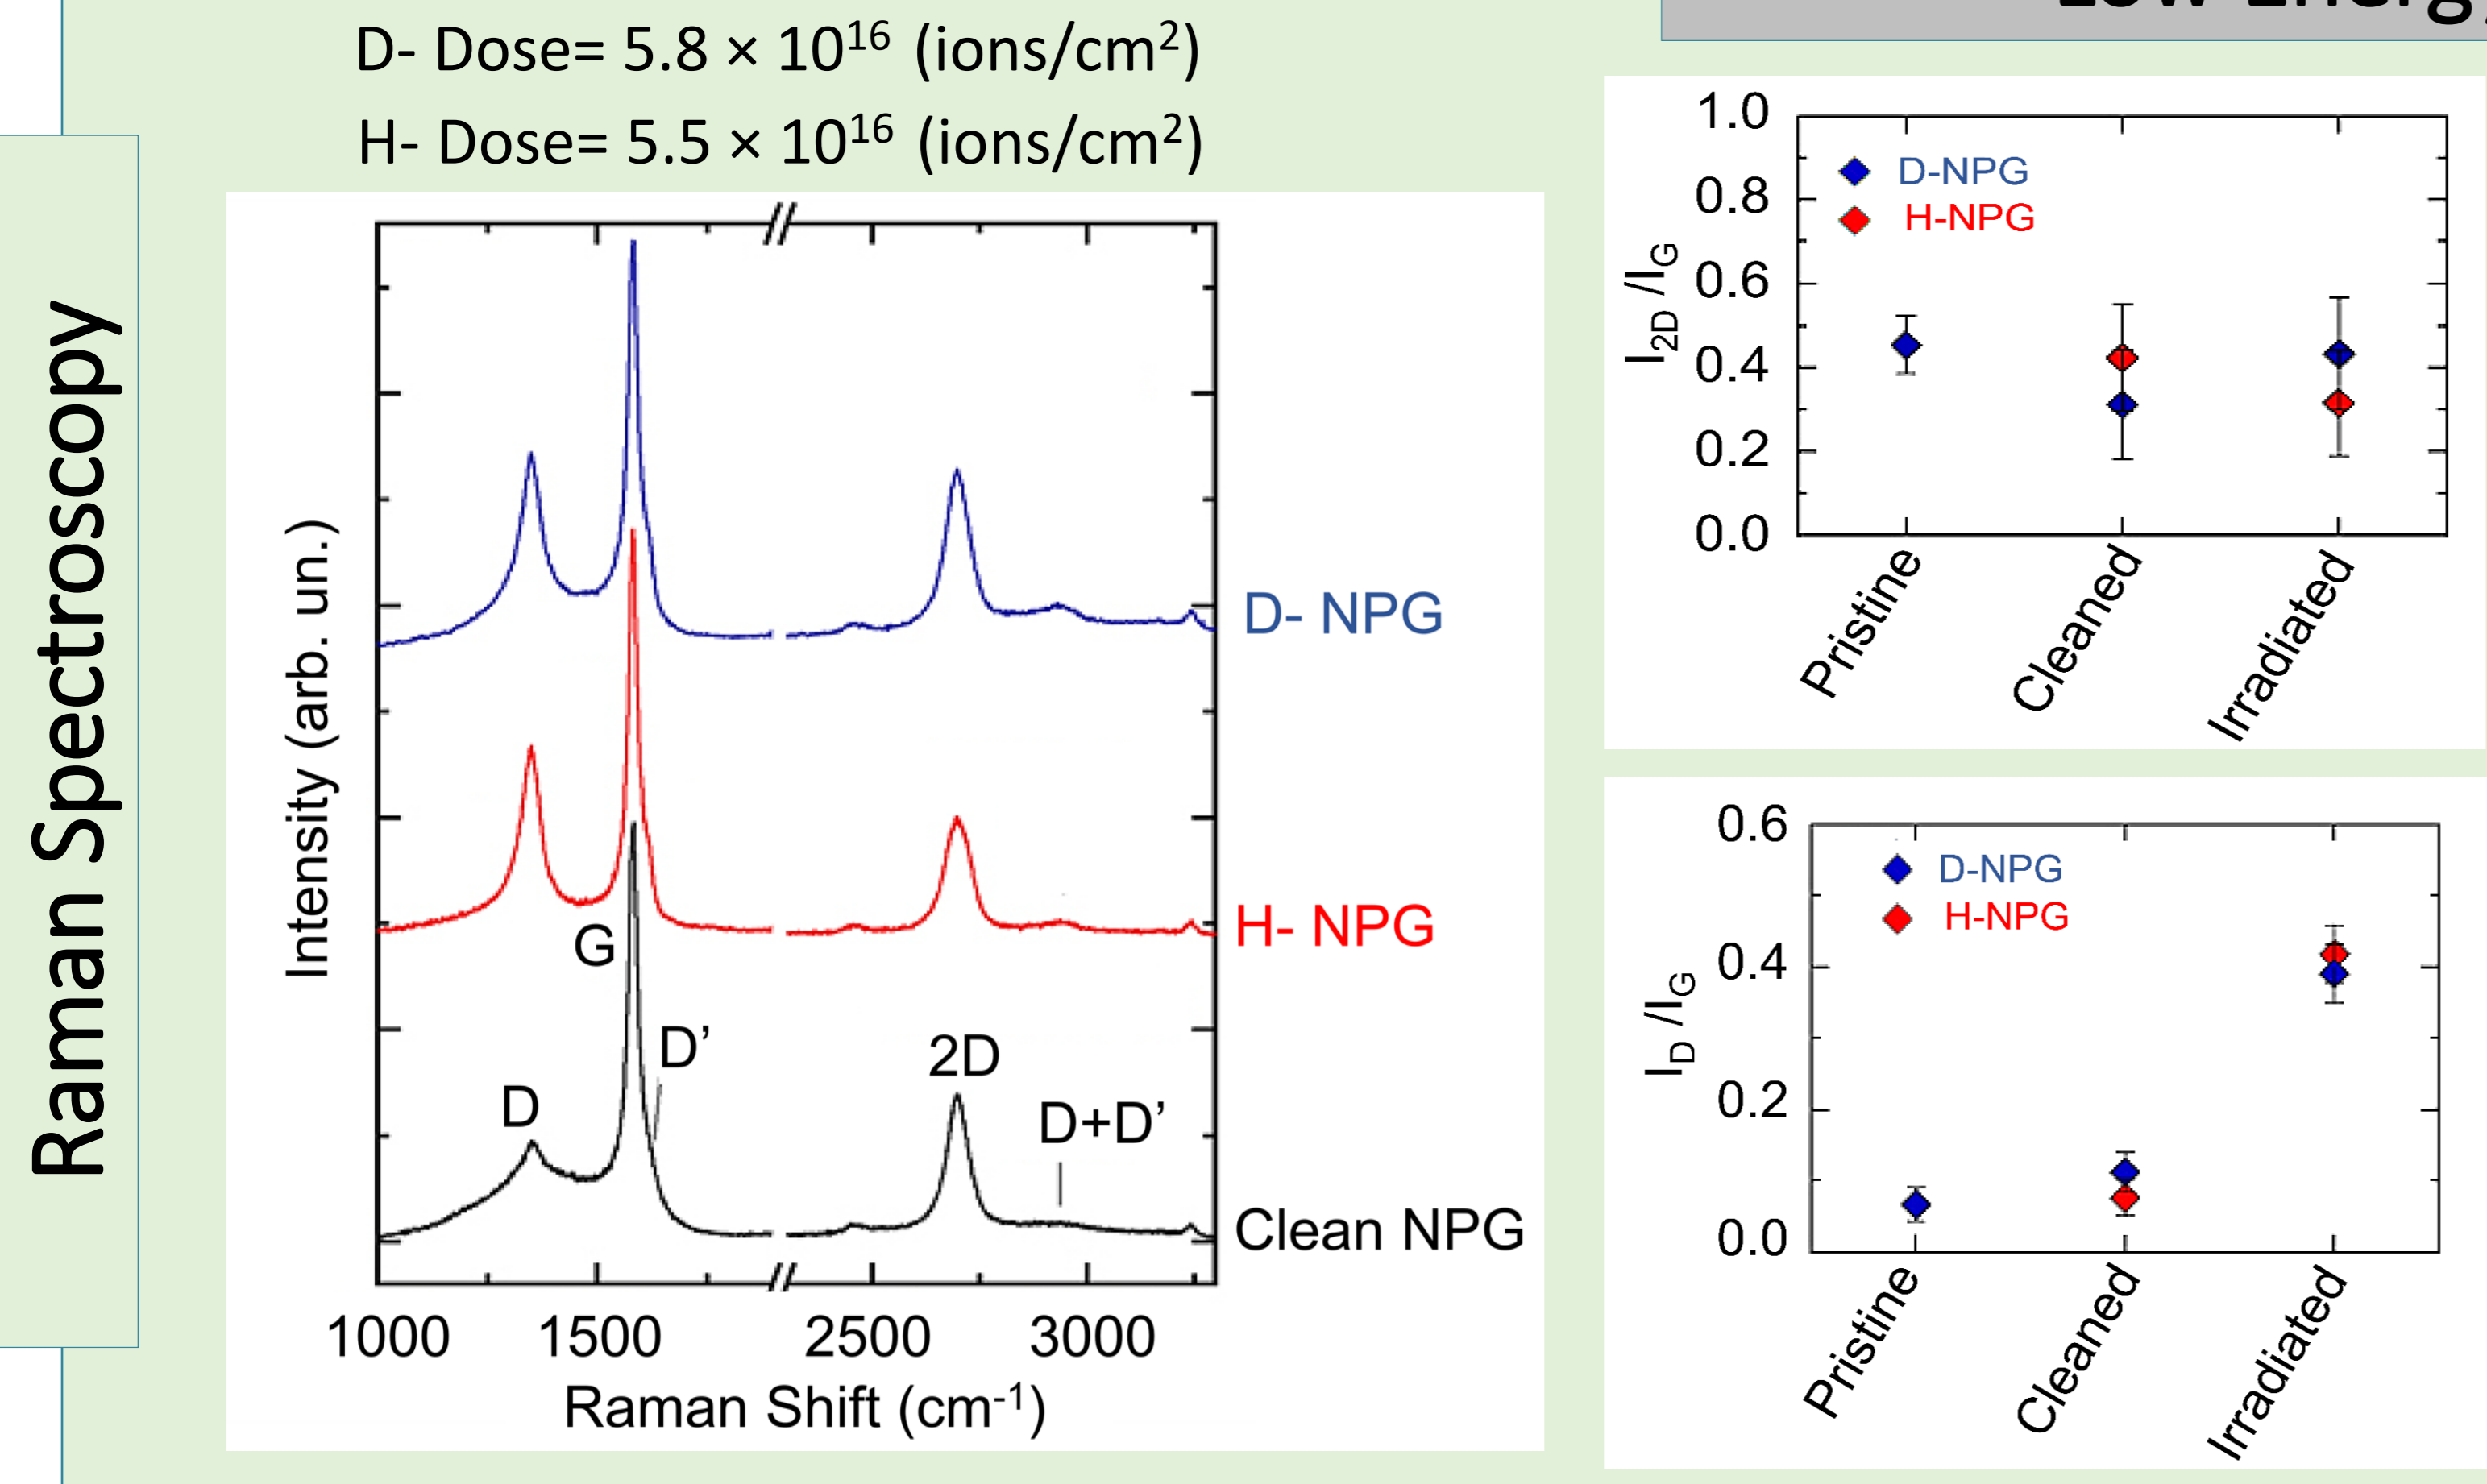 D- Dose= 5.8 × 10¹⁶ (ions/cm²)
H- Dose= 5.5 × 10¹⁶ (ions/cm²)
Raman Spectroscopy
Intensity (arb. un.)
D- NPG
H- NPG
G
D’
D
2D
D+D’
Clean NPG
1000 1500 2500 3000
Raman Shift (cm⁻¹)
1.0
0.8
0.6
0.4
0.2
0.0
D-NPG
H-NPG
I2D /IG
Pristine
Cleaned
Irradiated
0.6
0.4
0.2
0.0
D-NPG
H-NPG
ID /IG
Pristine
Cleaned
Irradiated